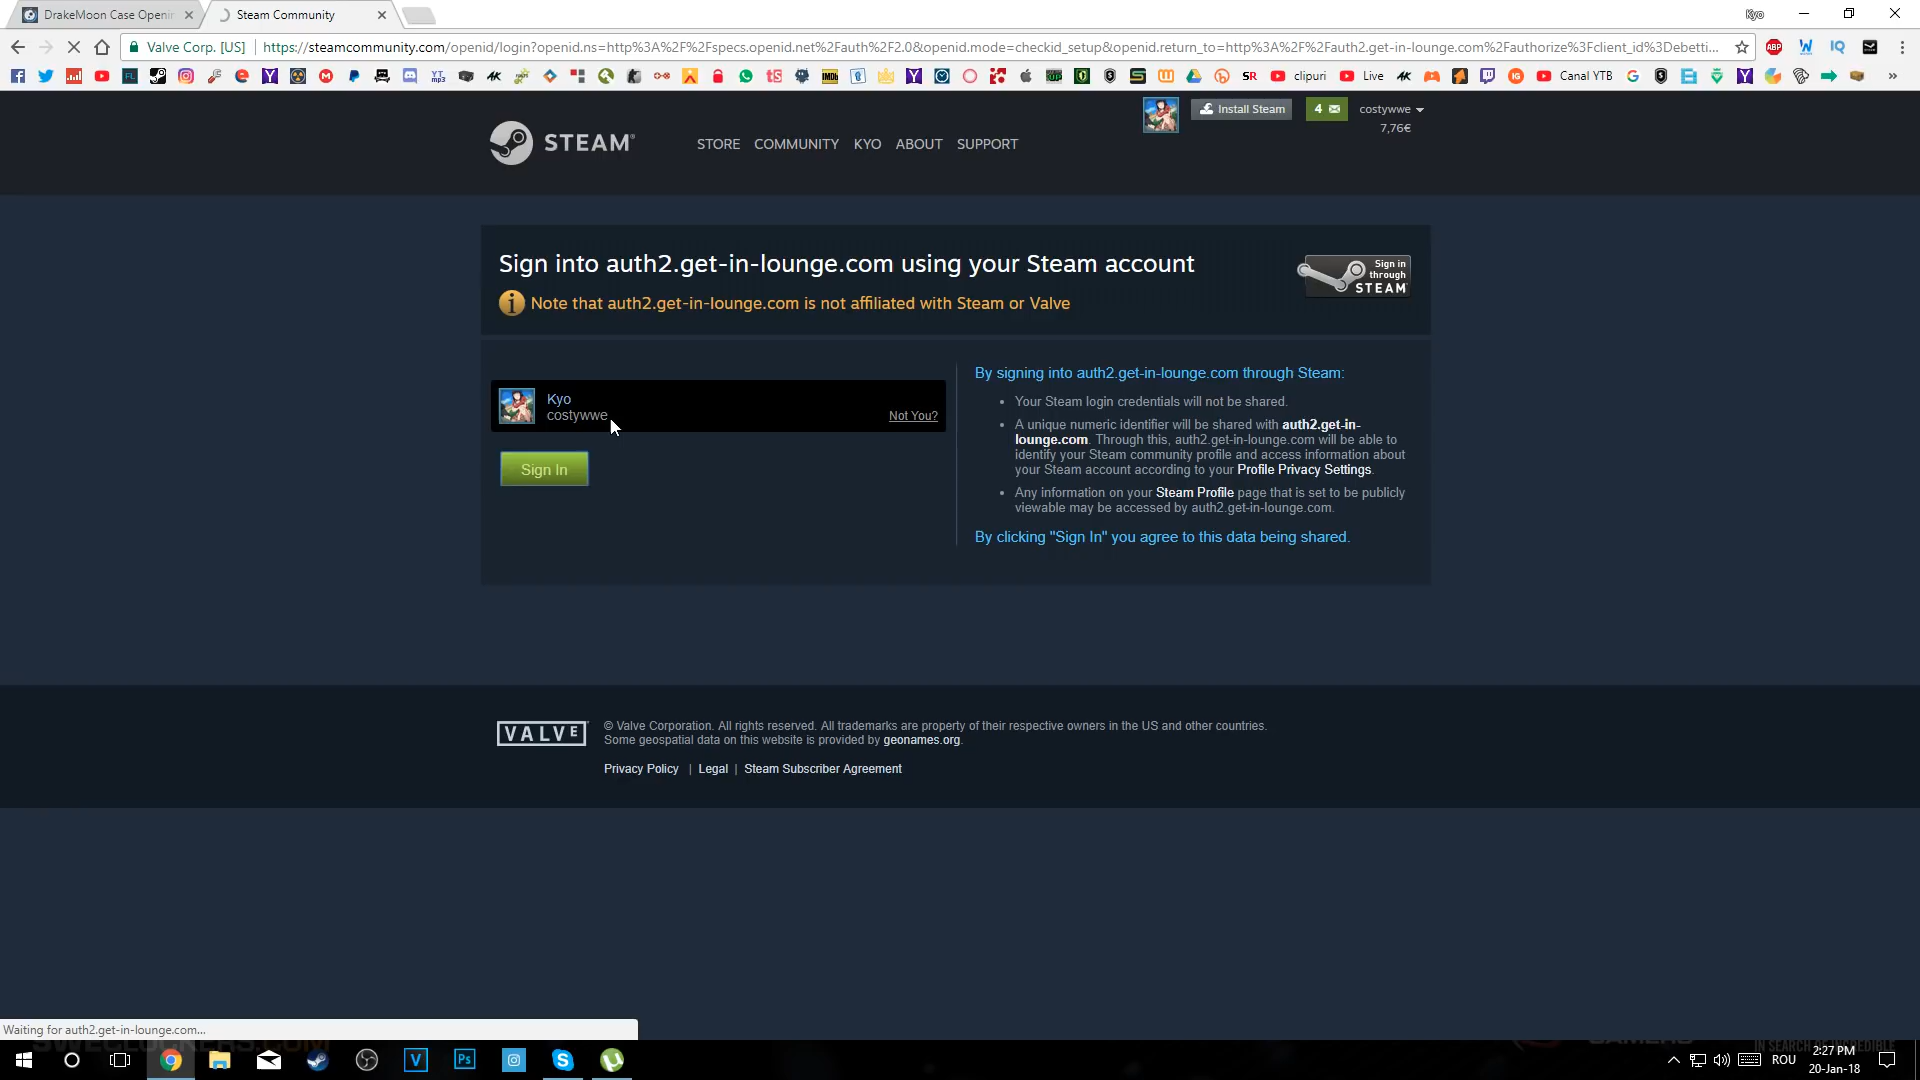 DrakeMoon Case Openin
Steam Community
Kyo
Valve Corp. [US]
https://steamcommunity.com/openid/login?openid.ns=http%3A%2F%2Fspecs.openid.net%2Fauth%2F2.0&openid.mode=checkid_setup&openid.return_to=http%3A%2F%2Fauth2.get-in-lounge.com%2Fauthorize%3Fclient_id%3Debetti...
clipuri
Live
Canal YTB
Install Steam
4
costywwe
7,76€
STEAM
STORE COMMUNITY KYO ABOUT SUPPORT
Sign into auth2.get-in-lounge.com using your Steam account
Note that auth2.get-in-lounge.com is not affiliated with Steam or Valve
Sign in
through
STEAM
Kyo
costywwe
Not You?
Sign In
By signing into auth2.get-in-lounge.com through Steam:
Your Steam login credentials will not be shared.
A unique numeric identifier will be shared with auth2.get-in-
lounge.com. Through this, auth2.get-in-lounge.com will be able to
identify your Steam community profile and access information about
your Steam account according to your Profile Privacy Settings.
Any information on your Steam Profile page that is set to be publicly
viewable may be accessed by auth2.get-in-lounge.com.
By clicking "Sign In" you agree to this data being shared.
VALVE
© Valve Corporation. All rights reserved. All trademarks are property of their respective owners in the US and other countries.
Some geospatial data on this website is provided by geonames.org.
Privacy Policy | Legal | Steam Subscriber Agreement
Waiting for auth2.get-in-lounge.com...
SWECLOCKERS.COM
IN SEARCH OF INCREDIBLE
ROU
2:27 PM
20-Jan-18